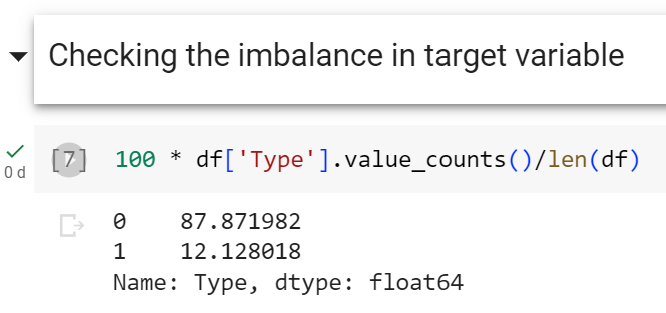 Checking the imbalance in target variable
[7] 100 * df['Type'].value_counts()/len(df)
0 d
0    87.871982
1    12.128018
Name: Type, dtype: float64